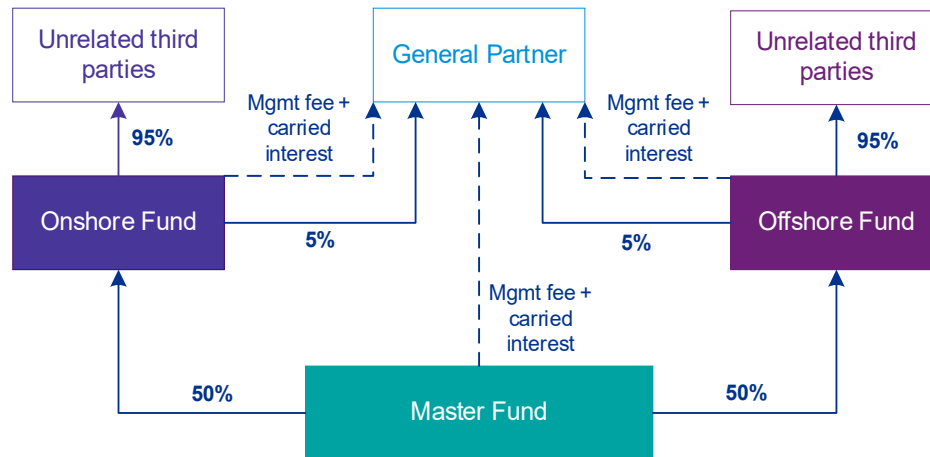 Unrelated third
parties
General Partner
Unrelated third
parties
Mgmt fee +
carried
interest
Mgmt fee +
carried
interest
95%
95%
Onshore Fund
Offshore Fund
5%
5%
Mgmt fee +
carried
interest
50%
50%
Master Fund